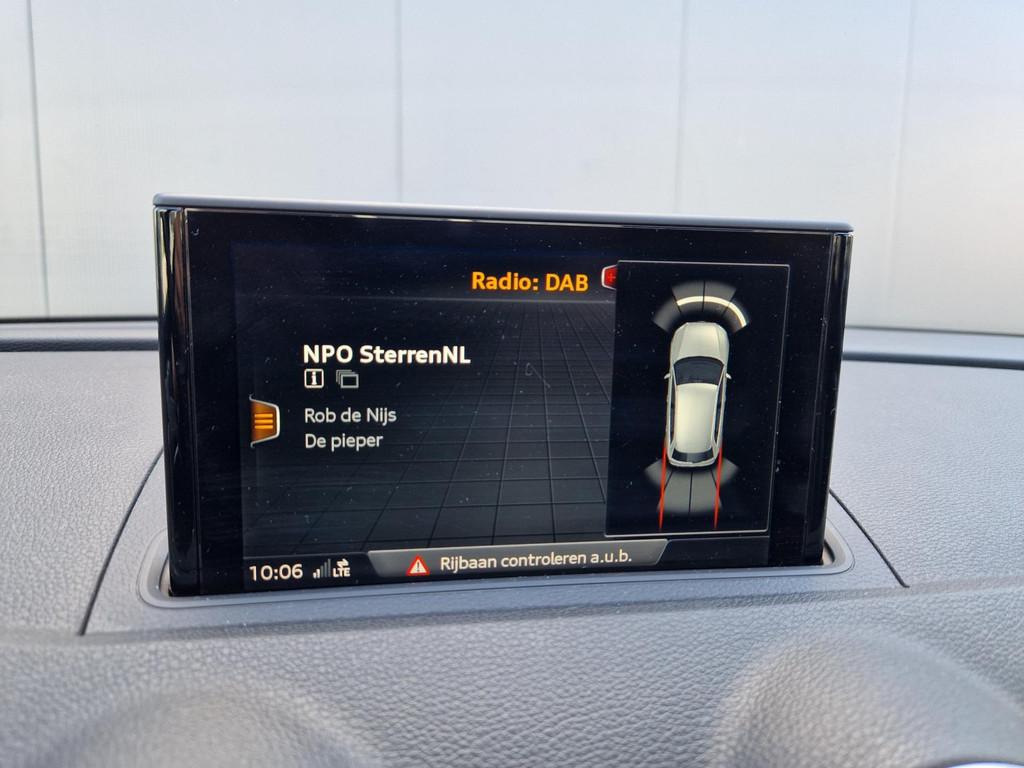 Radio: DAB
NPO SterrenNL
Rob de Nijs
De pieper
10:06 LTE
Rijbaan controleren a.u.b.